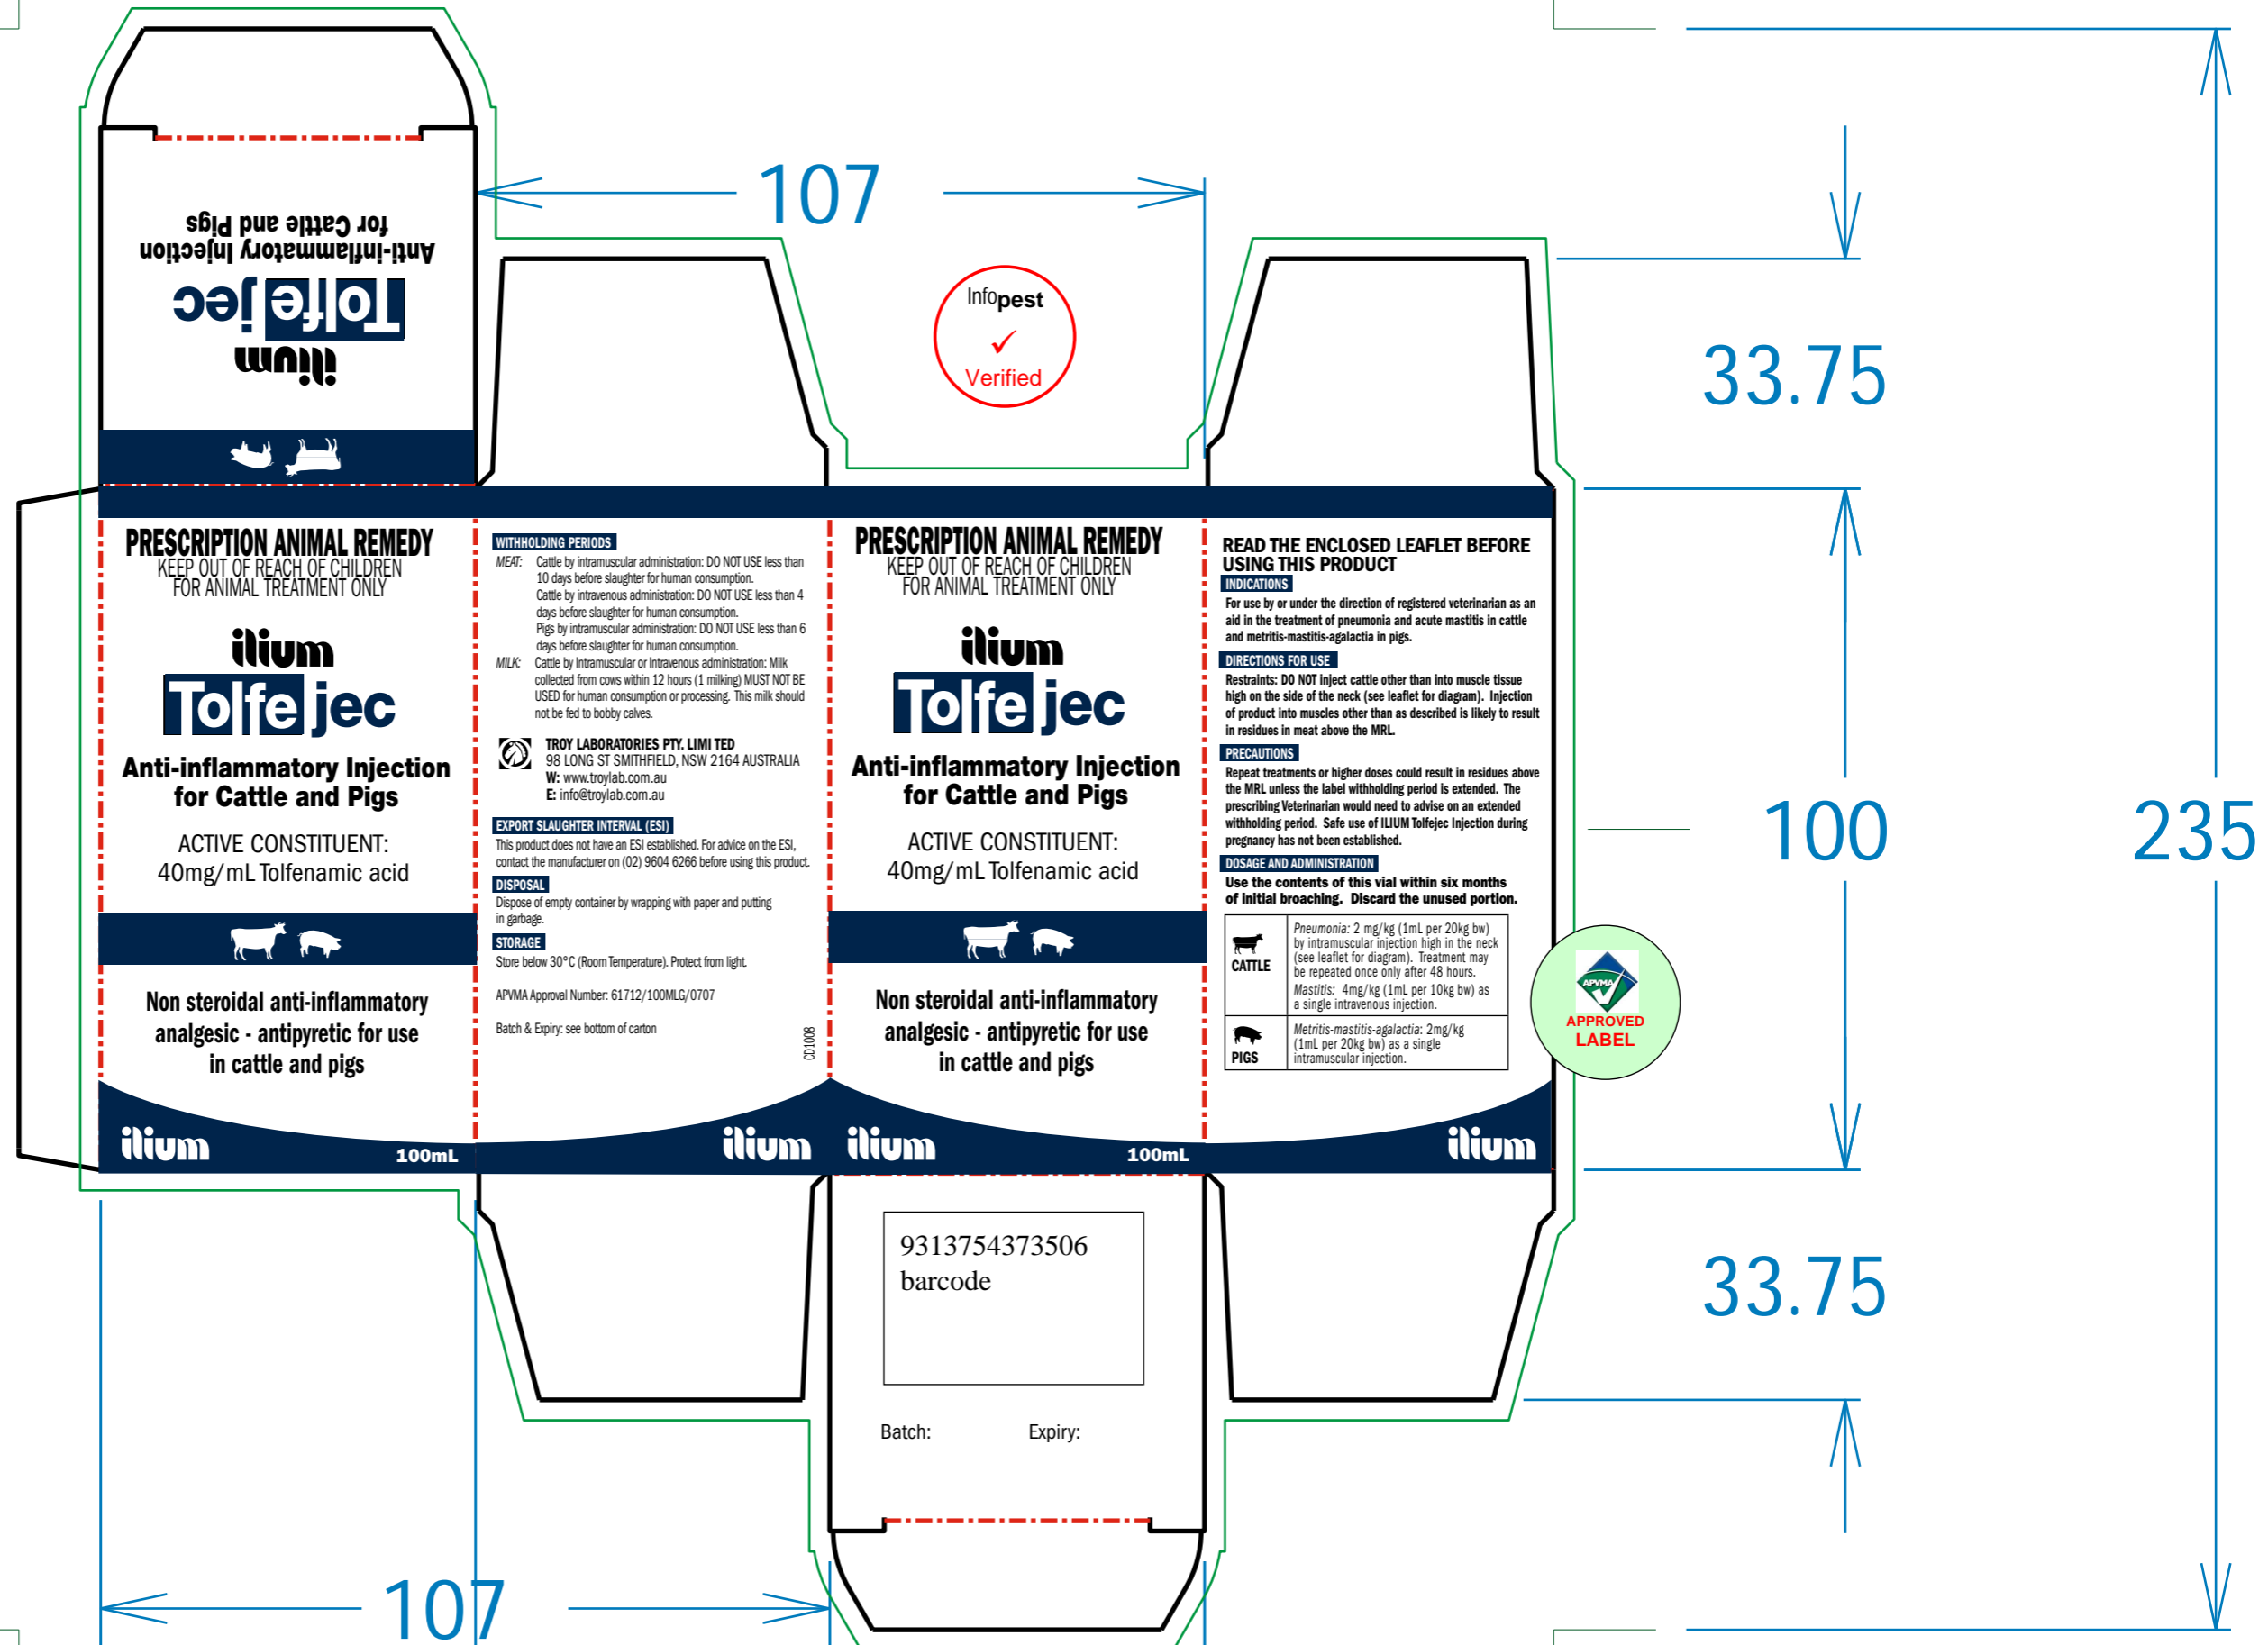 for Cattle and Pigs
Anti-inflammatory Injection
Tolfejec
ilium
107
Infopest
Verified
33.75
PRESCRIPTION ANIMAL REMEDY
KEEP OUT OF REACH OF CHILDREN
FOR ANIMAL TREATMENT ONLY
ilium
Tolfejec
Anti-inflammatory Injection
for Cattle and Pigs
ACTIVE CONSTITUENT:
40mg/mL Tolfenamic acid
Non steroidal anti-inflammatory
analgesic - antipyretic for use
in cattle and pigs
ilium
100mL
WITHHOLDING PERIODS
MEAT: Cattle by intramuscular administration: DO NOT USE less than
10 days before slaughter for human consumption.
Cattle by intravenous administration: DO NOT USE less than 4
days before slaughter for human consumption.
Pigs by intramuscular administration: DO NOT USE less than 6
days before slaughter for human consumption.
MILK: Cattle by Intramuscular or Intravenous administration: Milk
collected from cows within 12 hours (1 milking) MUST NOT BE
USED for human consumption or processing. This milk should
not be fed to bobby calves.
TROY LABORATORIES PTY. LIMI TED
98 LONG ST SMITHFIELD, NSW 2164 AUSTRALIA
W: www.troylab.com.au
E: info@troylab.com.au
EXPORT SLAUGHTER INTERVAL (ESI)
This product does not have an ESI established. For advice on the ESI,
contact the manufacturer on (02) 9604 6266 before using this product.
DISPOSAL
Dispose of empty container by wrapping with paper and putting
in garbage.
STORAGE
Store below 30°C (Room Temperature). Protect from light.
APVMA Approval Number: 61712/100MLG/0707
Batch & Expiry: see bottom of carton
CD1008
ilium
PRESCRIPTION ANIMAL REMEDY
KEEP OUT OF REACH OF CHILDREN
FOR ANIMAL TREATMENT ONLY
ilium
Tolfejec
Anti-inflammatory Injection
for Cattle and Pigs
ACTIVE CONSTITUENT:
40mg/mL Tolfenamic acid
Non steroidal anti-inflammatory
analgesic - antipyretic for use
in cattle and pigs
ilium
100mL
READ THE ENCLOSED LEAFLET BEFORE
USING THIS PRODUCT
INDICATIONS
For use by or under the direction of registered veterinarian as an
aid in the treatment of pneumonia and acute mastitis in cattle
and metritis-mastitis-agalactia in pigs.
DIRECTIONS FOR USE
Restraints: DO NOT inject cattle other than into muscle tissue
high on the side of the neck (see leaflet for diagram). Injection
of product into muscles other than as described is likely to result
in residues in meat above the MRL.
PRECAUTIONS
Repeat treatments or higher doses could result in residues above
the MRL unless the label withholding period is extended. The
prescribing Veterinarian would need to advise on an extended
withholding period. Safe use of ILIUM Tolfejec Injection during
pregnancy has not been established.
DOSAGE AND ADMINISTRATION
Use the contents of this vial within six months
of initial broaching. Discard the unused portion.
CATTLE
Pneumonia: 2 mg/kg (1mL per 20kg bw)
by intramuscular injection high in the neck
(see leaflet for diagram). Treatment may
be repeated once only after 48 hours.
Mastitis: 4mg/kg (1mL per 10kg bw) as
a single intravenous injection.
PIGS
Metritis-mastitis-agalactia: 2mg/kg
(1mL per 20kg bw) as a single
intramuscular injection.
ilium
APVMA
APPROVED
LABEL
100
235
9313754373506
barcode
Batch: Expiry:
33.75
107